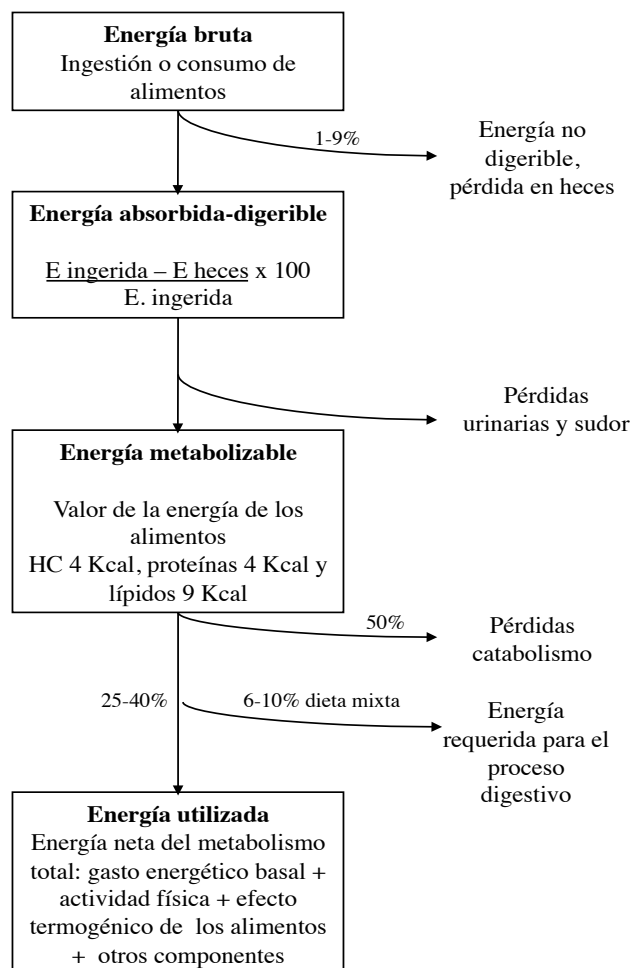 Energía bruta
Ingestión o consumo de
alimentos
1-9%
Energía no
digerible,
pérdida en heces
Energía absorbida-digerible
E ingerida – E heces x 100
E. ingerida
Pérdidas
urinarias y sudor
Energía metabolizable
Valor de la energía de los
alimentos
HC 4 Kcal, proteínas 4 Kcal y
lípidos 9 Kcal
50%
Pérdidas
catabolismo
25-40%
6-10% dieta mixta
Energía
requerida para el
proceso
digestivo
Energía utilizada
Energía neta del metabolismo
total: gasto energético basal +
actividad física + efecto
termogénico de los alimentos
+ otros componentes